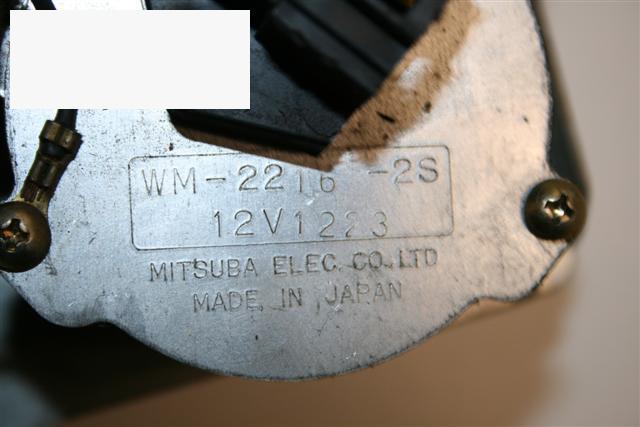 WM-2216 -2S
12V1223
MITSUBA ELEC. CO., LTD
MADE IN JAPAN